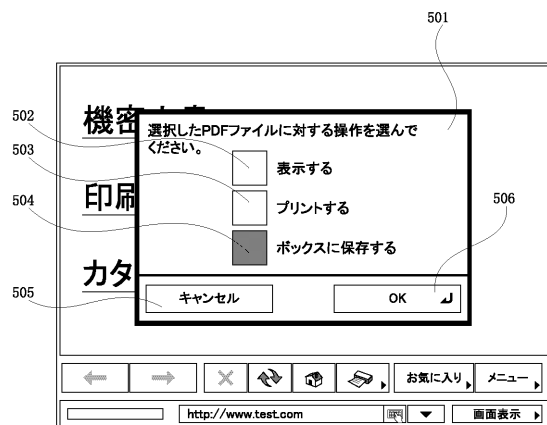 501
502
503
504
505
506
機密
選択したPDFファイルに対する操作を選んで
ください。
表示する
プリントする
ボックスに保存する
印刷
カタ
キャンセル
OK
お気に入り
メニュー
http://www.test.com
画面表示